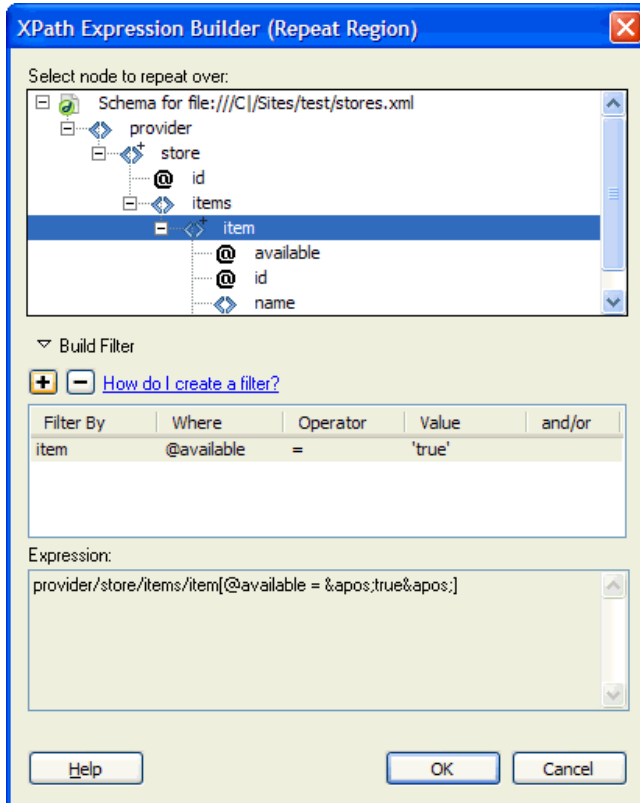 XPath Expression Builder (Repeat Region)
Select node to repeat over:
Schema for file:///C|/Sites/test/stores.xml
provider
store
@ id
items
item
@ available
@ id
name
Build Filter
+ - How do I create a filter?
Filter By Where Operator Value and/or
item @available = 'true'
Expression:
provider/store/items/item[@available = &apos;true&apos;]
Help OK Cancel